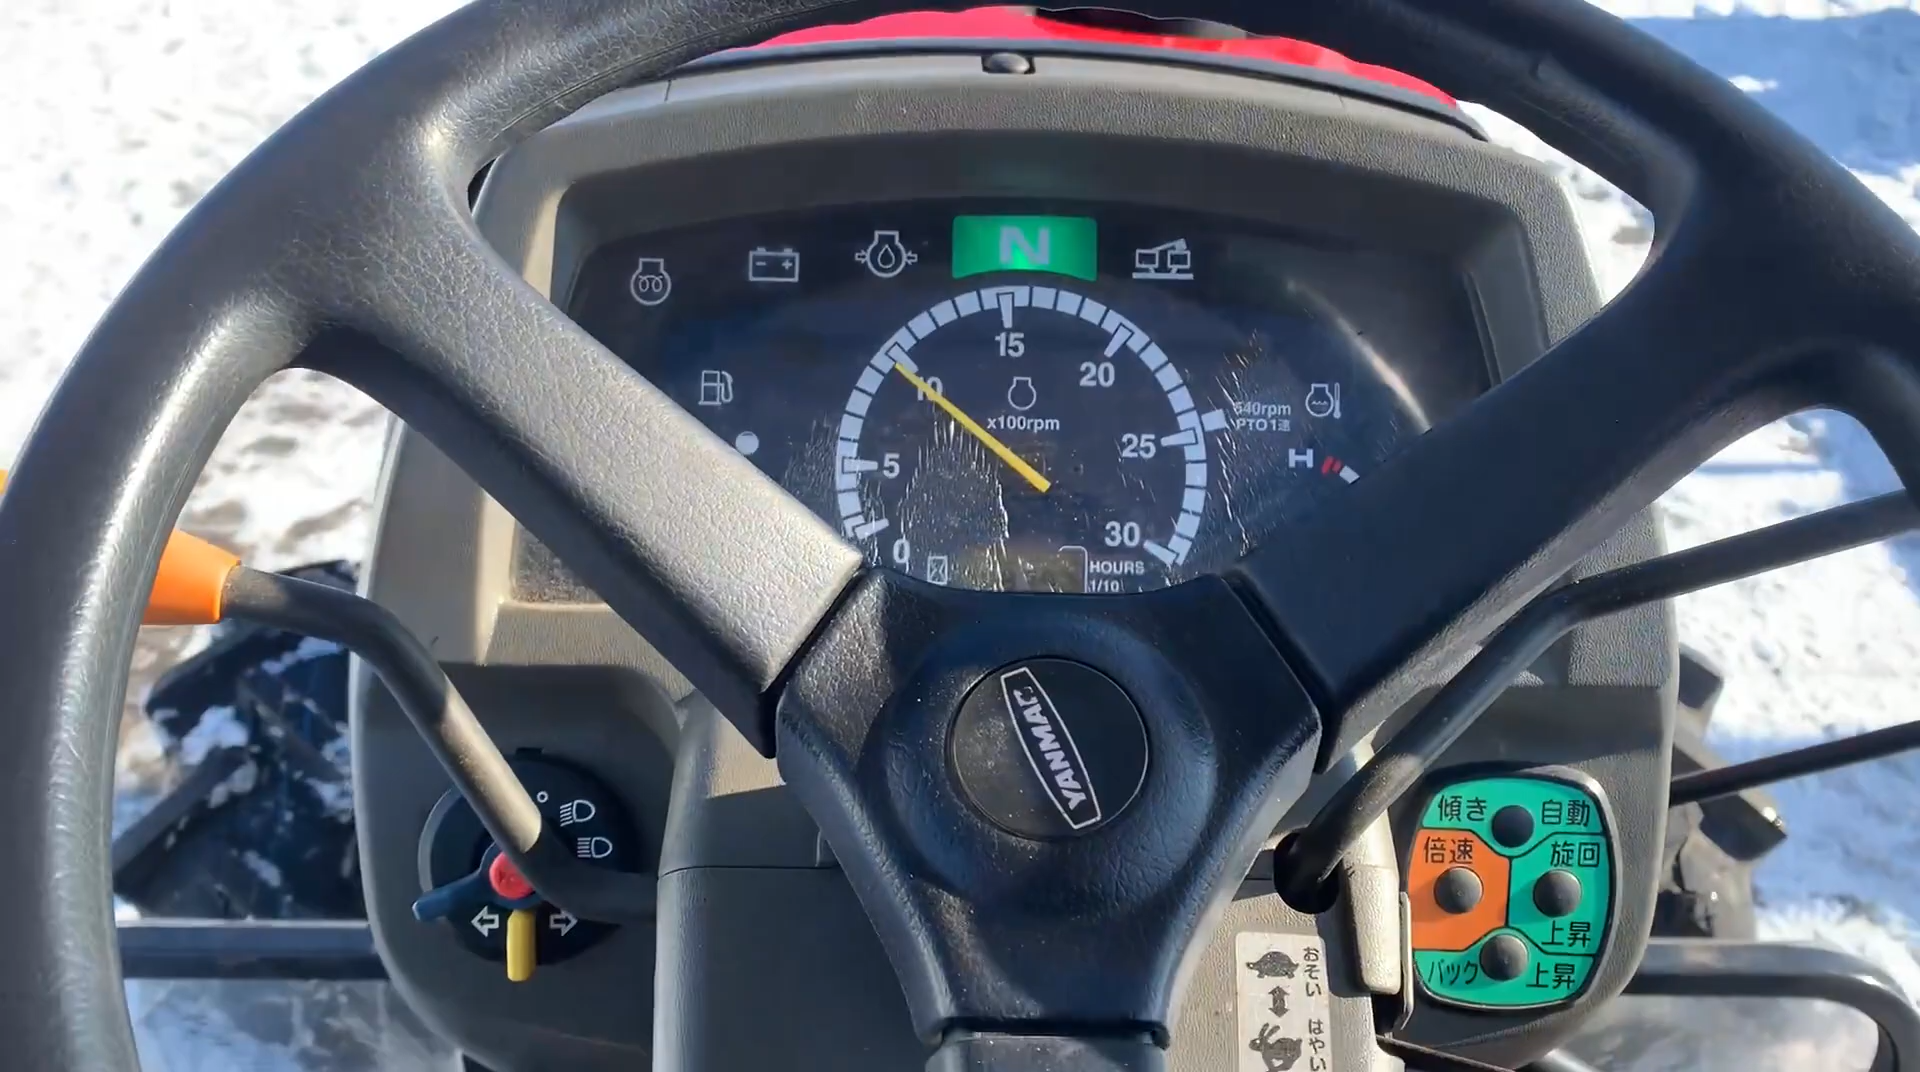 N
15
10
20
x100rpm
540rpm
PTO1速
5
25
H
0
30
HOURS
1/10
YANMAR
傾き 自動
倍速 旋回
上昇
バック 上昇
おそい
はやい